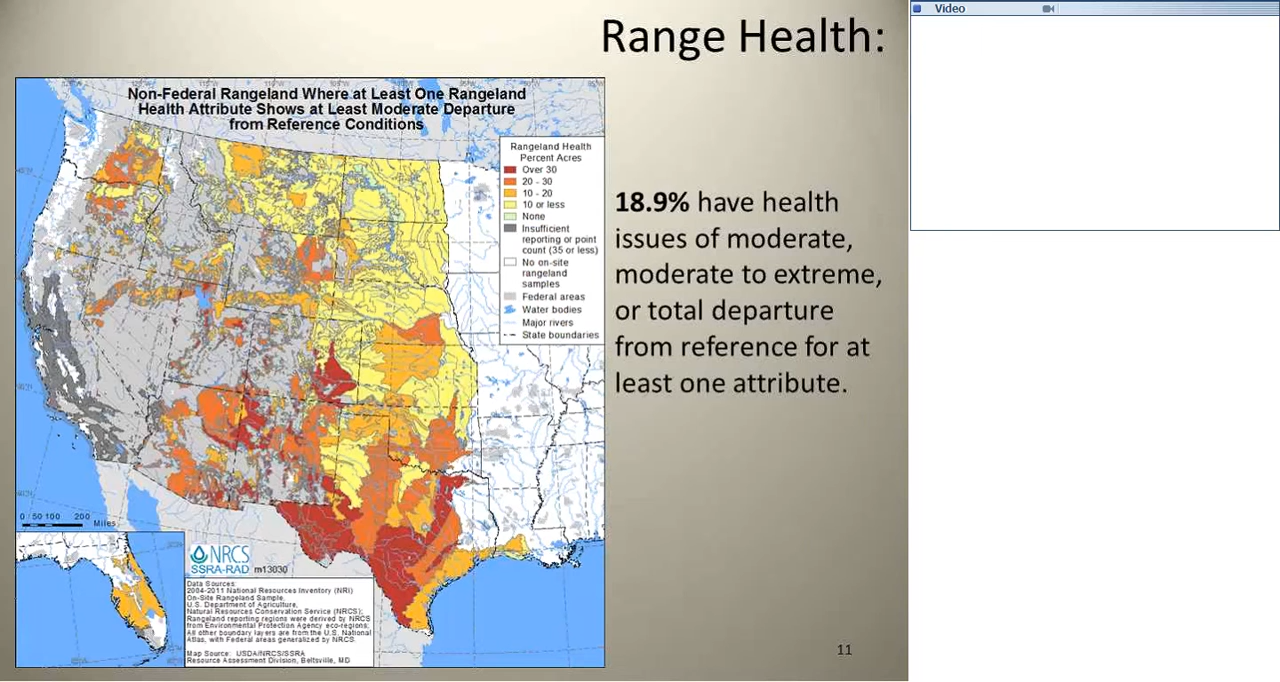 Range Health:
Video
Non-Federal Rangeland Where at Least One Rangeland
Health Attribute Shows at Least Moderate Departure
from Reference Conditions
Rangeland Health
Percent Acres
Over 30
20 - 30
10 - 20
10 or less
None
Insufficient
reporting or point
count (35 or less)
No on-site
rangeland
samples
Federal areas
Water bodies
Major rivers
State boundaries
18.9% have health
issues of moderate,
moderate to extreme,
or total departure
from reference for at
least one attribute.
0 50 100 200
Miles
NRCS
SSRA-RAD
m13030
Data Sources:
2004-2011 National Resources Inventory (NRI)
On-Site Rangeland Sample,
U.S. Department of Agriculture,
Natural Resources Conservation Service (NRCS);
Rangeland reporting regions were derived by NRCS
from Environmental Protection Agency eco-regions;
All other boundary layers are from the U.S. National
Atlas, with Federal areas generalized by NRCS.
Map Source: USDA/NRCS/SSRA
Resource Assessment Division, Beltsville, MD
11